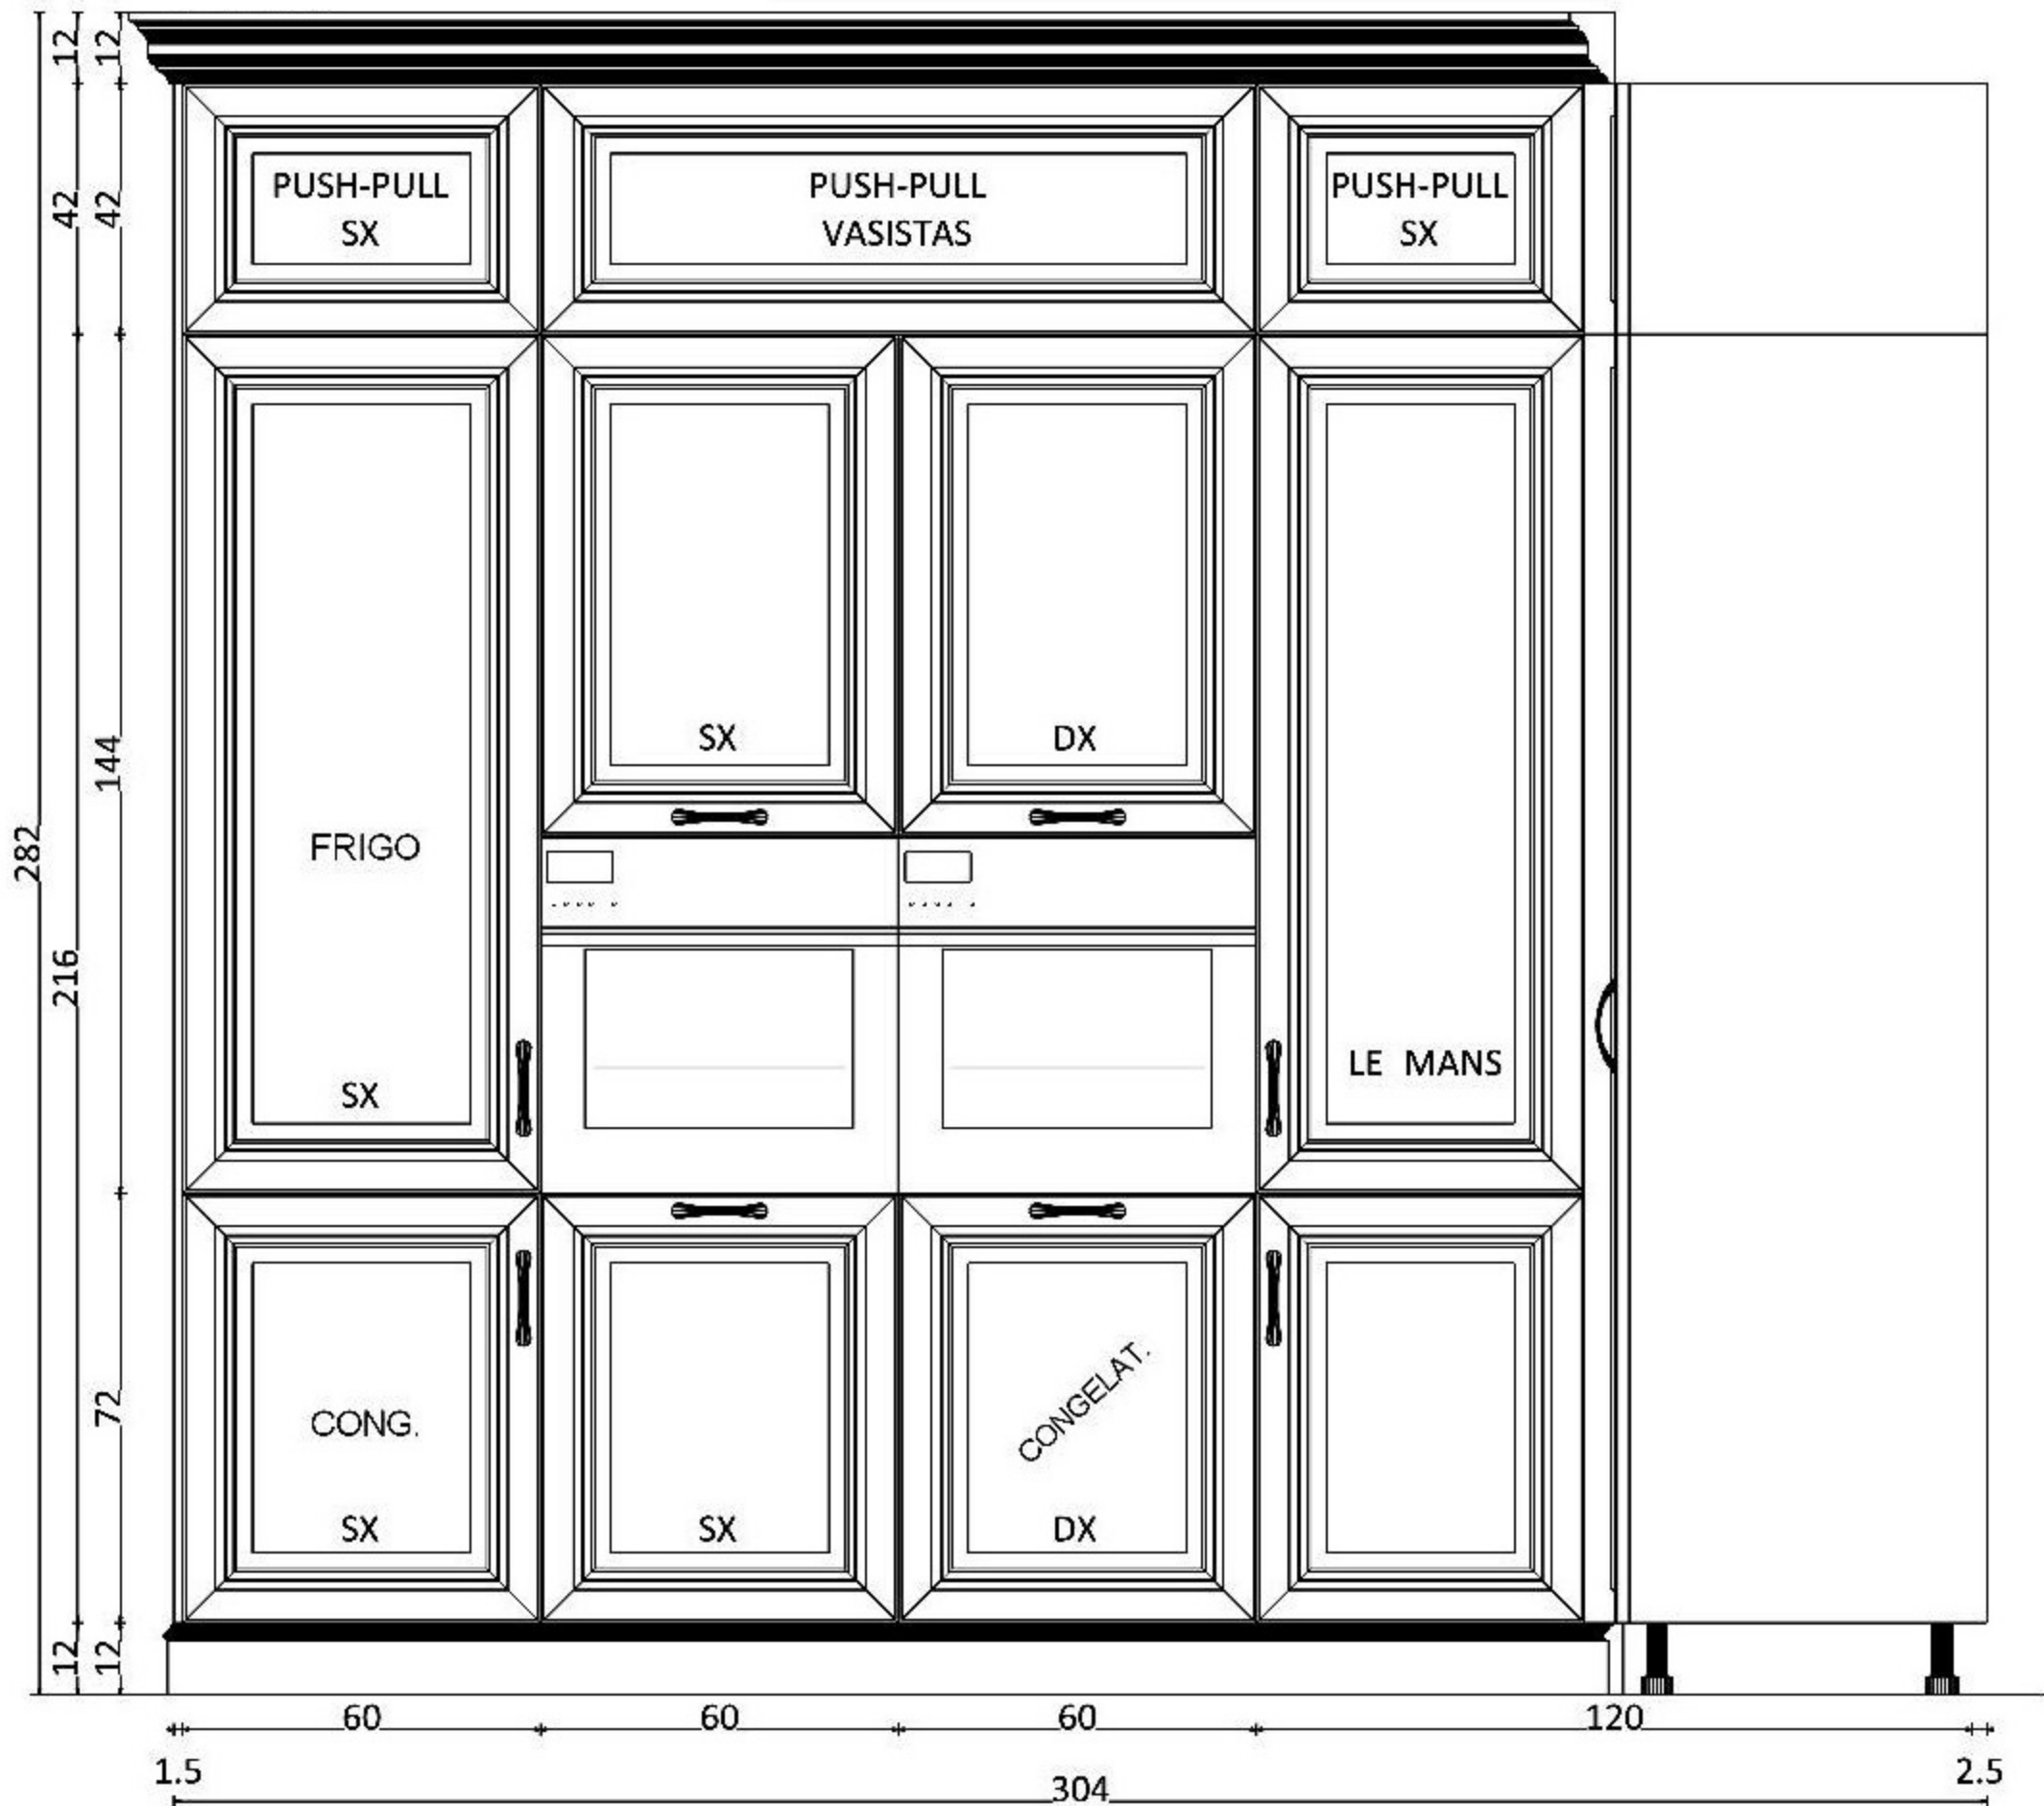 12
12
PUSH-PULL
SX
PUSH-PULL
VASISTAS
PUSH-PULL
SX
42
42
SX
DX
144
FRIGO
282
216
LE MANS
SX
72
CONG.
CONGELAT.
SX
SX
DX
12
12
60
60
60
120
1.5
2.5
304